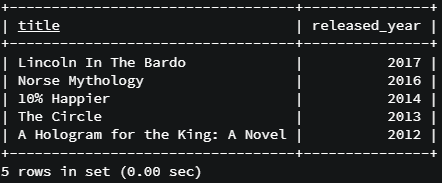 title | released_year
Lincoln In The Bardo | 2017
Norse Mythology | 2016
10% Happier | 2014
The Circle | 2013
A Hologram for the King: A Novel | 2012
5 rows in set (0.00 sec)